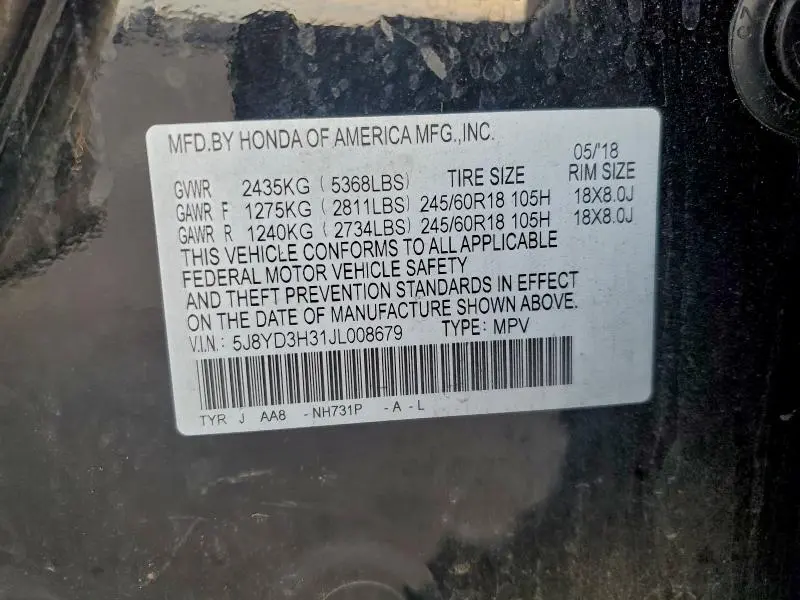 MFD.BY HONDA OF AMERICA MFG.,INC.
05/'18
GVWR 2435KG ( 5368LBS) TIRE SIZE RIM SIZE
GAWR F 1275KG ( 2811LBS) 245/60R18 105H 18X8.0J
GAWR R 1240KG ( 2734LBS) 245/60R18 105H 18X8.0J
THIS VEHICLE CONFORMS TO ALL APPLICABLE
FEDERAL MOTOR VEHICLE SAFETY
AND THEFT PREVENTION STANDARDS IN EFFECT
ON THE DATE OF MANUFACTURE SHOWN ABOVE.
V.I.N.: 5J8YD3H31JL008679 TYPE: MPV
TYR J AA8 - NH731P - A - L